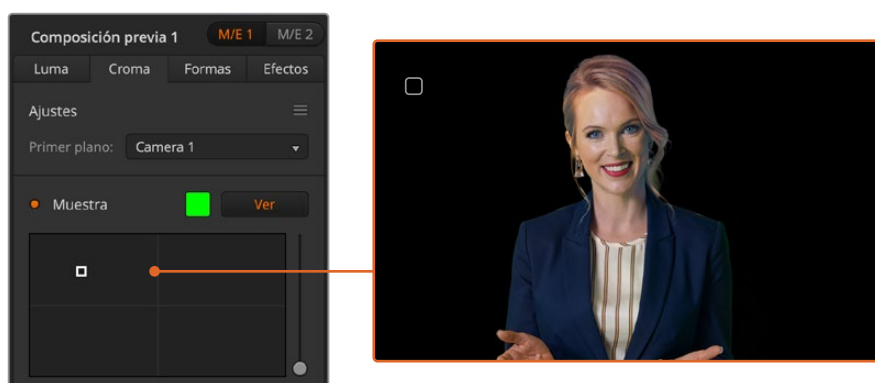 Composición previa 1 M/E 1 M/E 2
Luma Croma Formas Efectos
Ajustes
Primer plano: Camera 1
Muestra Ver